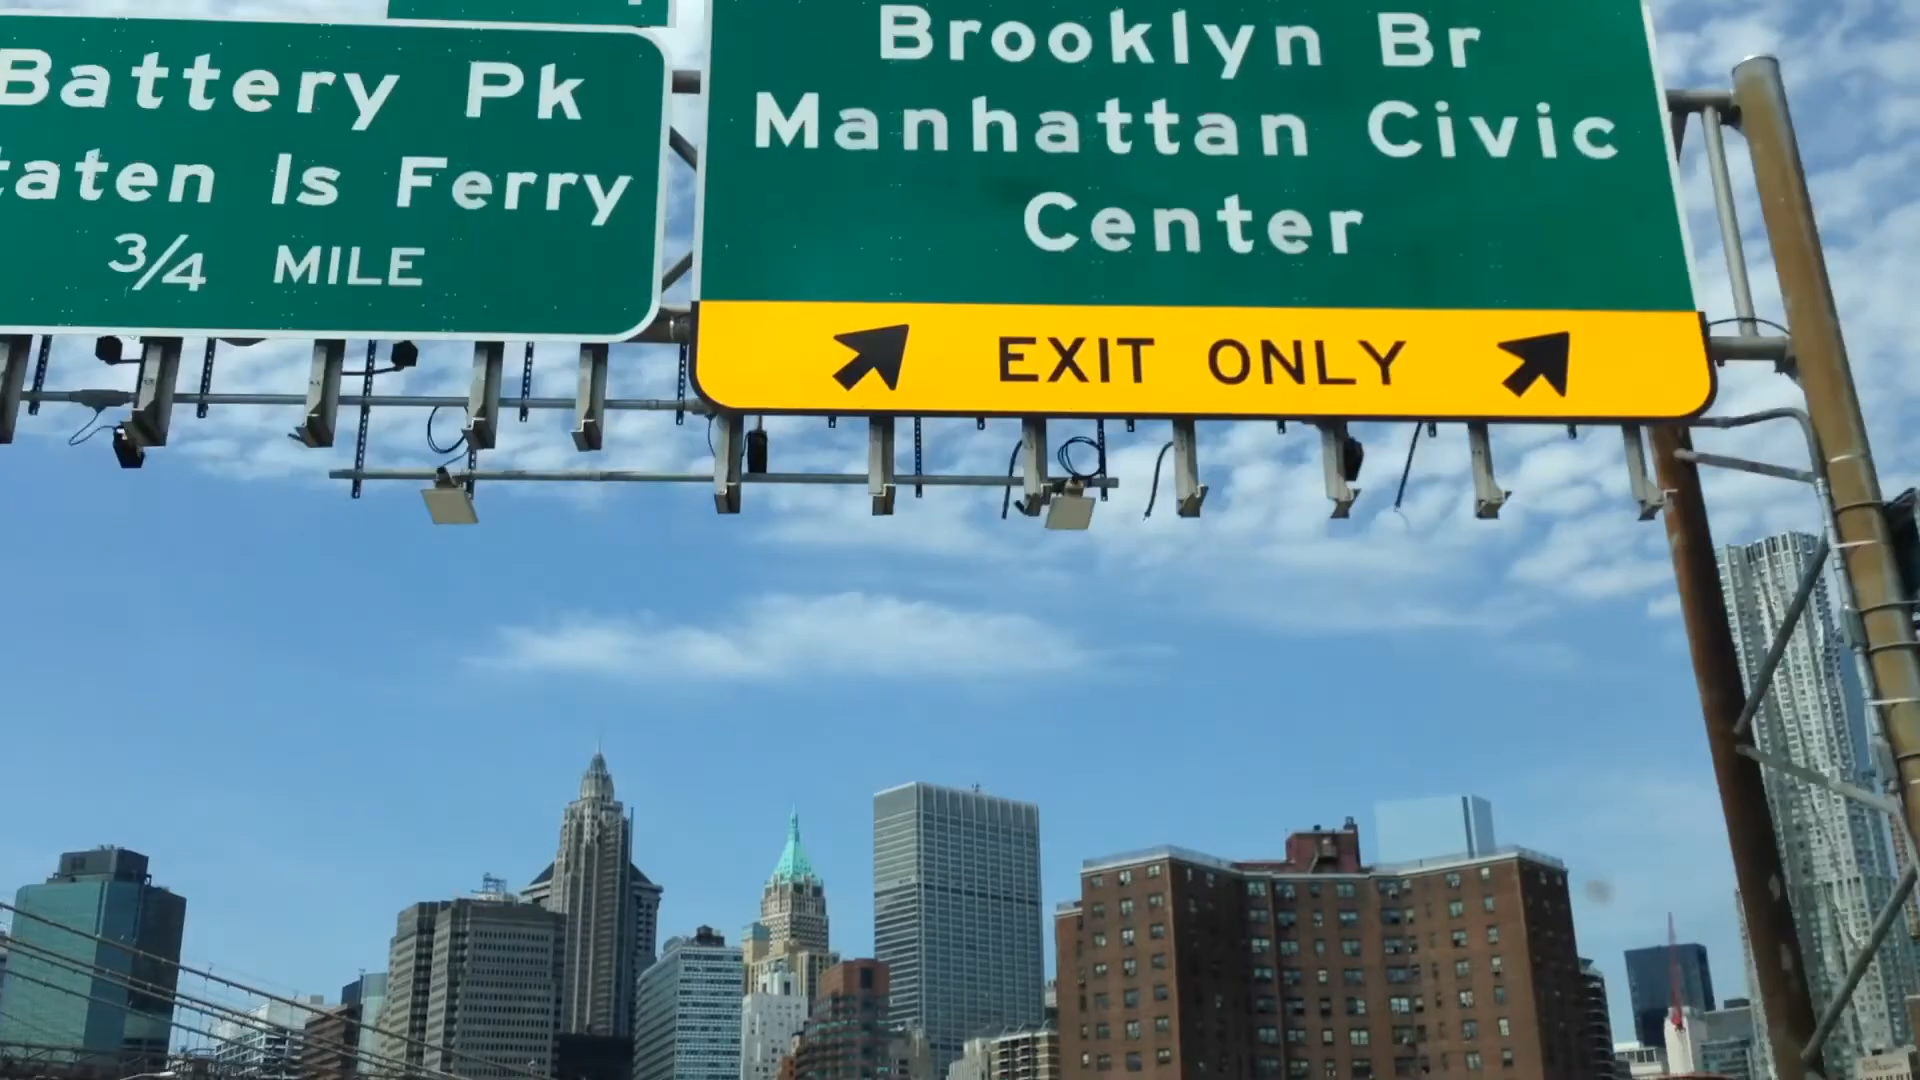 Battery Pk
taten Is Ferry
3/4 MILE
Brooklyn Br
Manhattan Civic
Center
EXIT ONLY